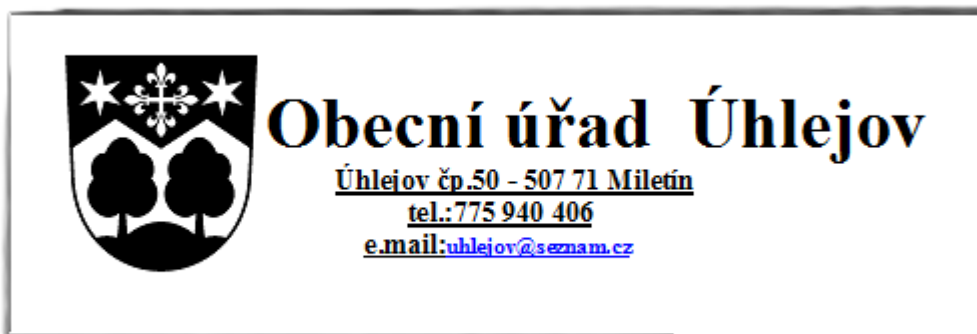 Obecní úřad Úhlejov
Úhlejov čp.50 - 507 71 Miletín
tel.:775 940 406
e.mail:uhlejov@seznam.cz